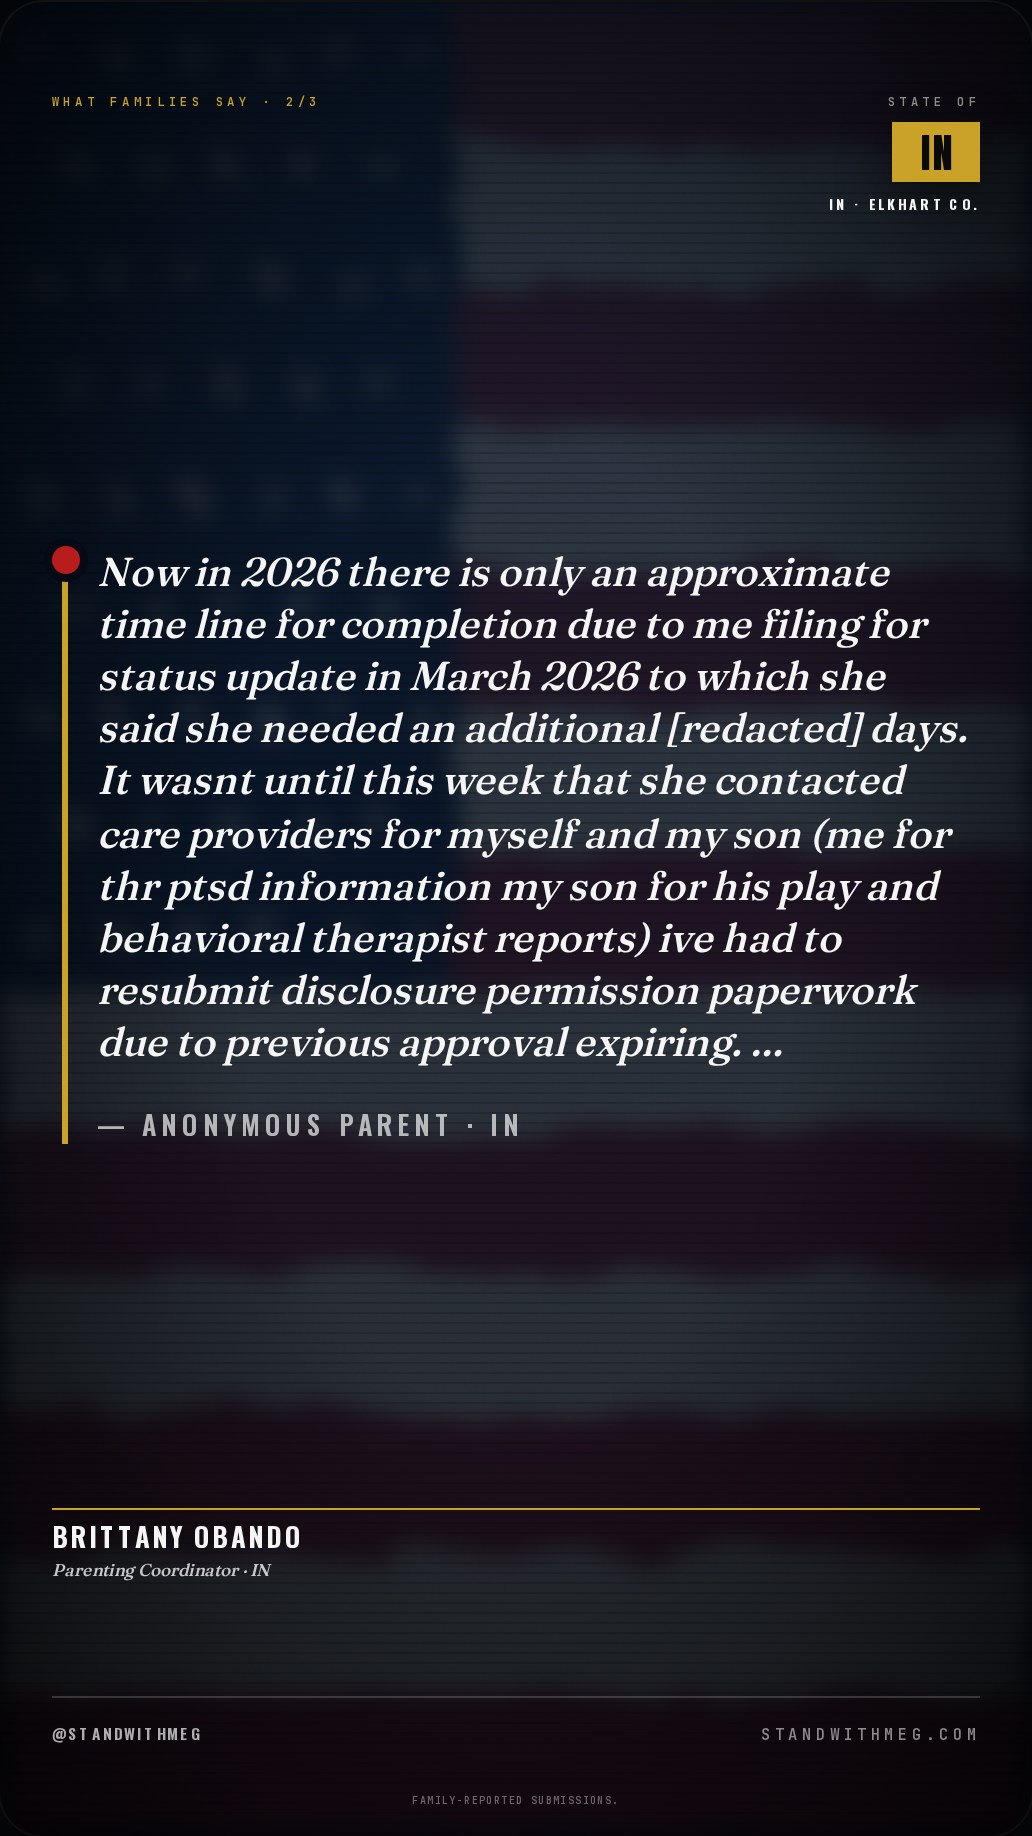 WHAT FAMILIES SAY · 2/3
STATE OF
IN
IN · ELKHART CO.
Now in 2026 there is only an approximate
time line for completion due to me filing for
status update in March 2026 to which she
said she needed an additional [redacted] days.
It wasnt until this week that she contacted
care providers for myself and my son (me for
thr ptsd information my son for his play and
behavioral therapist reports) ive had to
resubmit disclosure permission paperwork
due to previous approval expiring. ...
— ANONYMOUS PARENT · IN
BRITTANY OBANDO
Parenting Coordinator · IN
@STANDWITHMEG
STANDWITHMEG.COM
FAMILY-REPORTED SUBMISSIONS.